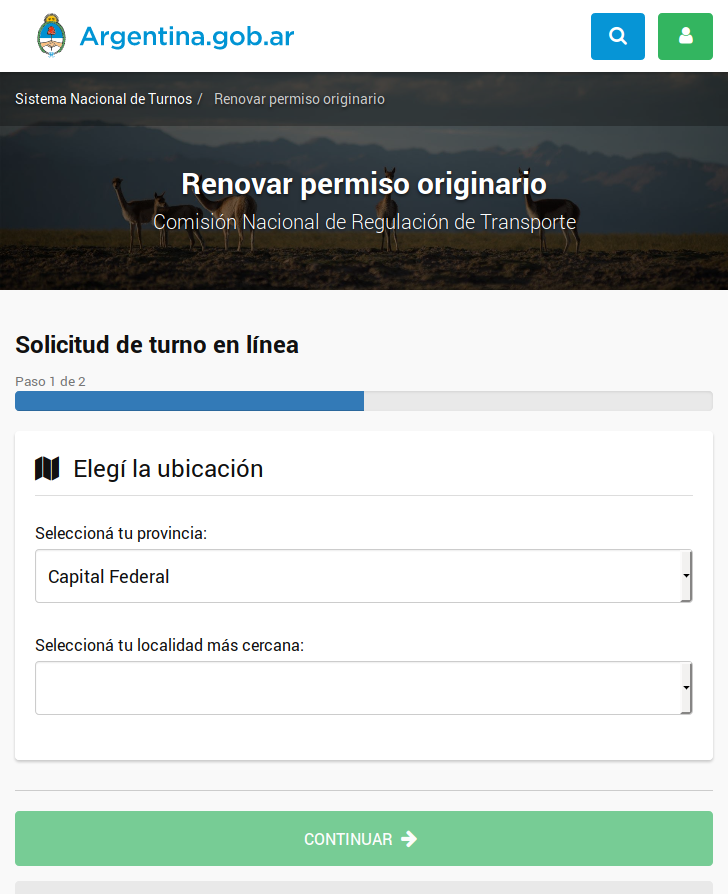 Argentina.gob.ar
Sistema Nacional de Turnos / Renovar permiso originario
Renovar permiso originario
Comisión Nacional de Regulación de Transporte
Solicitud de turno en línea
Paso 1 de 2
Elegí la ubicación
Seleccioná tu provincia:
Capital Federal
Seleccioná tu localidad más cercana:
CONTINUAR